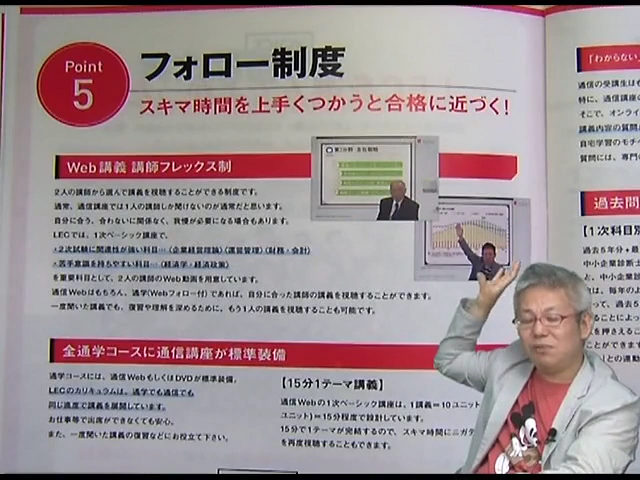 Point
5
フォロー制度
スキマ時間を上手くつかうと合格に近づく!
Web講義 講師フレックス制
2人の講師から選んで講義を視聴することができる制度です。
通常、通信講座では1人の講師しか聞けないのが通常だと思います。
自分に合う、合わないに関係なく、我慢が必要になる場合もあります。
LECでは、1次ベーシック講座で、
・2次試験に関連性が強い科目…〈企業経営理論〉〈運営管理〉〈財務・会計〉
・苦手意識を持ちやすい科目…〈経済学・経済政策〉
を重要科目として、2人の講師のWeb動画を用意しています。
通信Webはもちろん、通学(Webフォロー付)であれば、自分に合った講師の講義を視聴することができます。
一度聞いた講義でも、復習や理解を深めるために、もう1人の講義を視聴することも可能です。
全通学コースに通信講座が標準装備
通学コースには、通信WebもしくはDVDが標準装備。
LECのカリキュラムは、通学でも通信でも
同じ進度で講義を展開しています。
お仕事等で出席ができなくても安心。
また、一度聞いた講義の復習などにお役立て下さい。
【15分1テーマ講義】
通信Webの1次ベーシック講座は、1講義=10ユニット
ユニット)=15分程度で設計しています。
15分で1テーマが完結するので、スキマ時間にニガテ
を再度視聴することもできます。
「わからない」
通信の受講生は
特に、通信講座の
そこで、オンライ
講義内容の質問
自宅学習のモチ
質問には、専門
過去問
【1次科目別
過去5年分+最
中小企業診断士
と、中小企業診